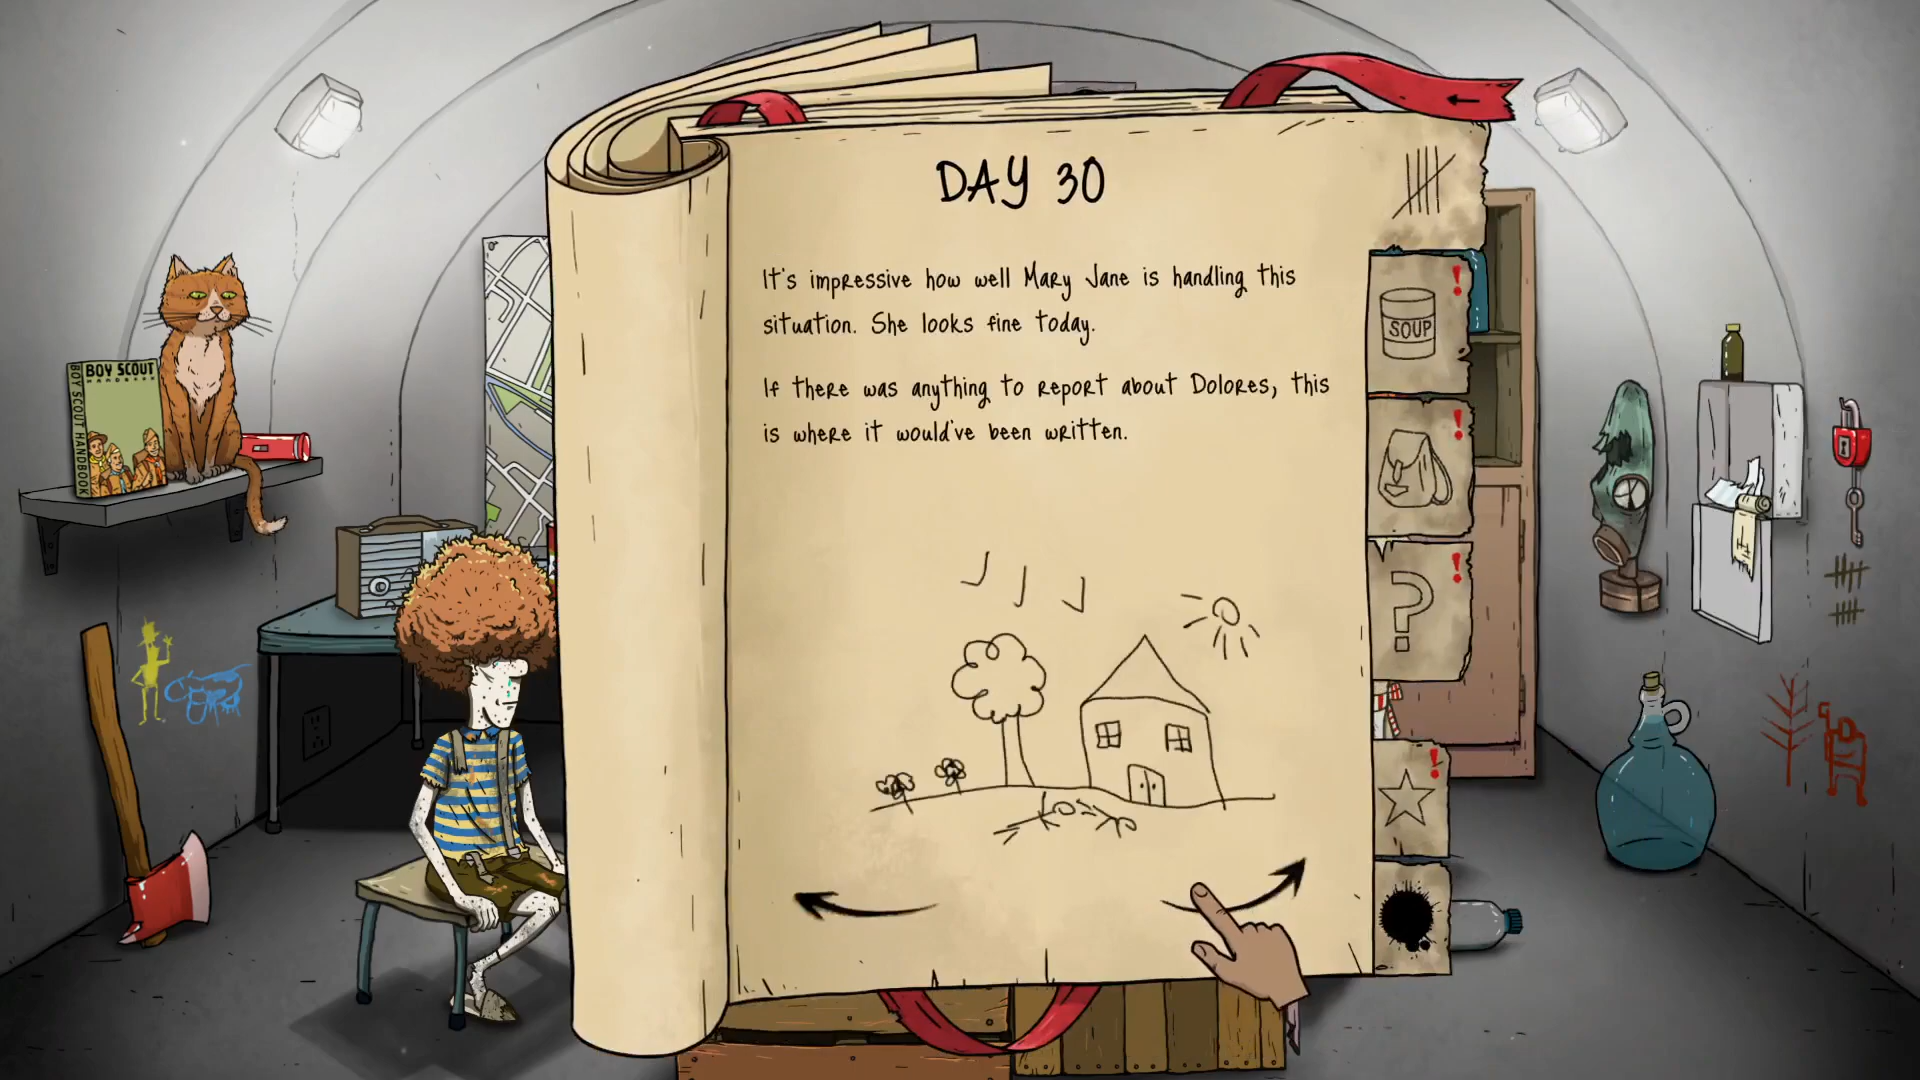 DAY 30
It's impressive how well Mary Jane is handling this
situation. She looks fine today.
If there was anything to report about Dolores, this
is where it would've been written.
SOUP
!
!
?
!
!
BOY SCOUT
HANDBOOK
BOY SCOUT HANDBOOK